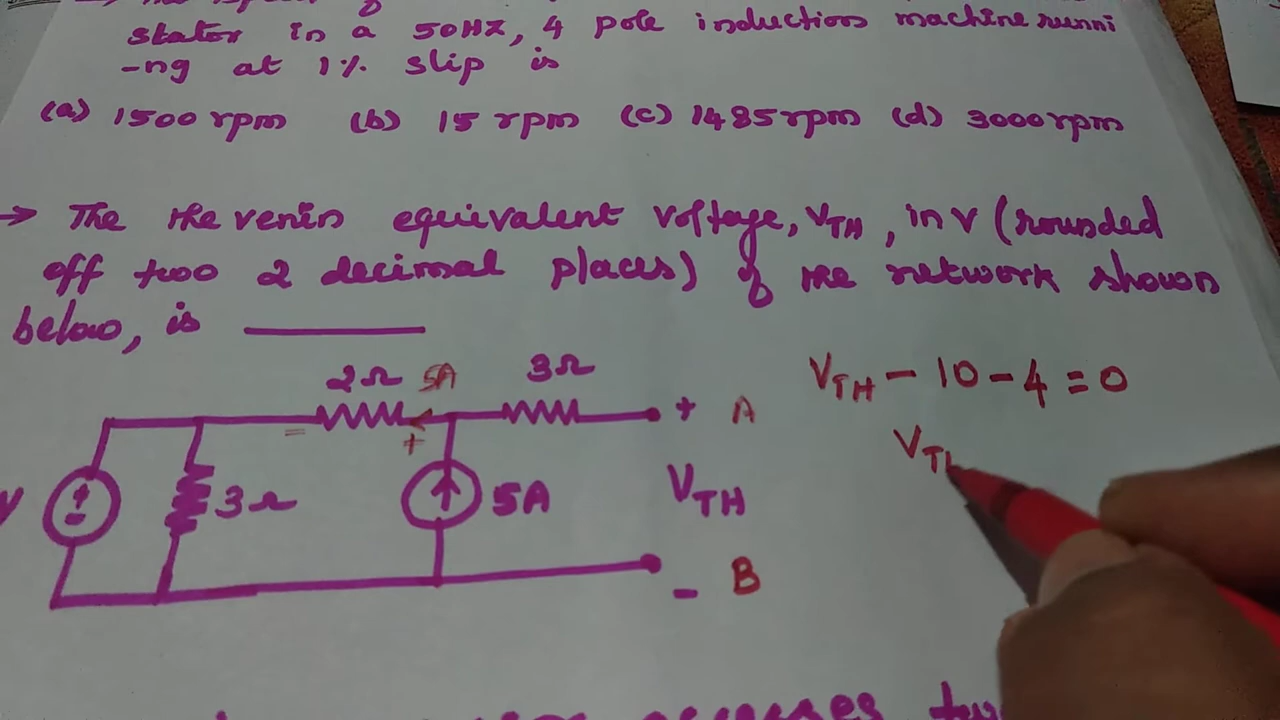 stator in a 50HZ, 4 pole induction machine runni
-ng at 1% slip is
(a) 1500 rpm (b) 15 rpm (c) 1485 rpm (d) 3000 rpm
→ The thevenin equivalent voltage, VTH, in V (rounded
off two 2 decimal places) of the network shown
below, is
2Ω 5A 3Ω
VTH - 10 - 4 = 0
- + + A
VTH
V + - 3Ω 5A VTH
- B